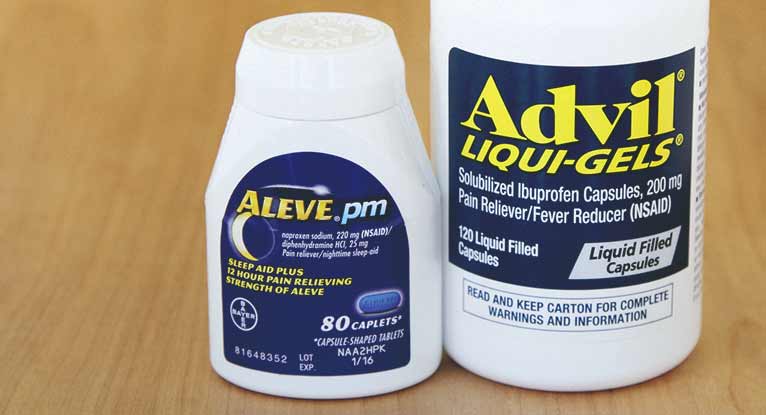 ALEVE® pm
naproxen sodium, 220 mg (NSAID)/
diphenhydramine HCl, 25 mg
Pain reliever/nighttime sleep-aid
SLEEP AID PLUS
12 HOUR PAIN RELIEVING
STRENGTH OF ALEVE
BAYER
BAYER
80 CAPLETS*
*CAPSULE-SHAPED TABLETS
81648352
LOT NAA2HPK
EXP. 1/16
Advil®
LIQUI-GELS®
Solubilized Ibuprofen Capsules, 200 mg
Pain Reliever/Fever Reducer (NSAID)
120 Liquid Filled
Capsules
Liquid Filled
Capsules
READ AND KEEP CARTON FOR COMPLETE
WARNINGS AND INFORMATION